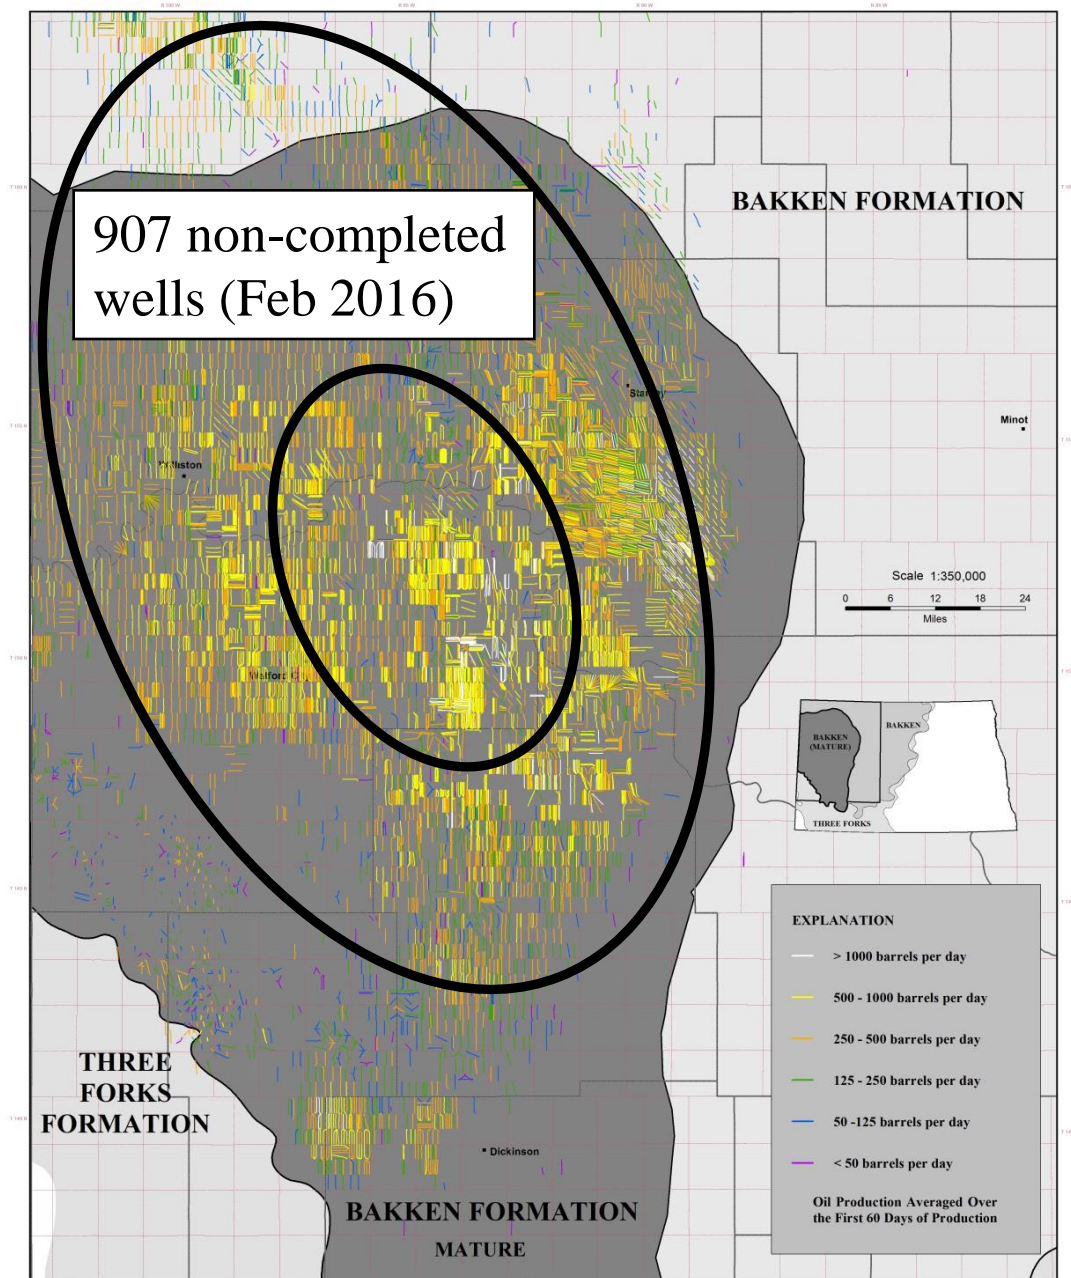 BAKKEN FORMATION
907 non-completed
wells (Feb 2016)
Stanley
Minot
Williston
Scale 1:350,000
0 6 12 18 24
Miles
Watford City
BAKKEN
(MATURE)
BAKKEN
THREE FORKS
EXPLANATION
> 1000 barrels per day
500 - 1000 barrels per day
250 - 500 barrels per day
125 - 250 barrels per day
50 -125 barrels per day
< 50 barrels per day
Oil Production Averaged Over
the First 60 Days of Production
THREE
FORKS
FORMATION
Dickinson
BAKKEN FORMATION
MATURE